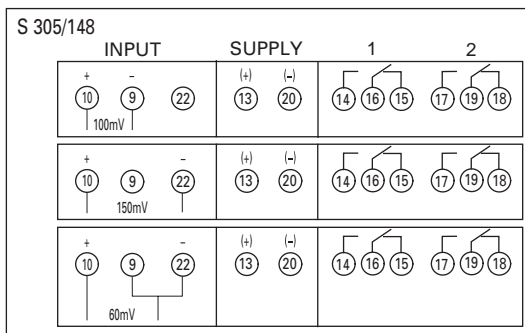 S 305/148
INPUT SUPPLY 1 2
+ – (+) (–)
10 9 22 13 20 14 16 15 17 19 18
100mV
+ – (+) (–)
10 9 22 13 20 14 16 15 17 19 18
150mV
+ – (+) (–)
10 9 22 13 20 14 16 15 17 19 18
60mV